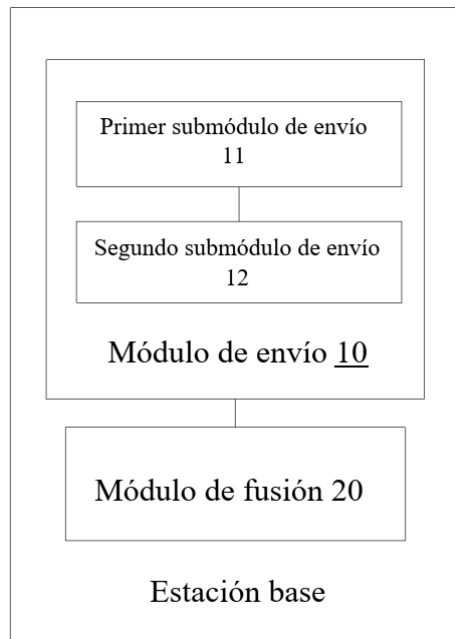 Primer submódulo de envío
11
Segundo submódulo de envío
12
Módulo de envío 10
Módulo de fusión 20
Estación base